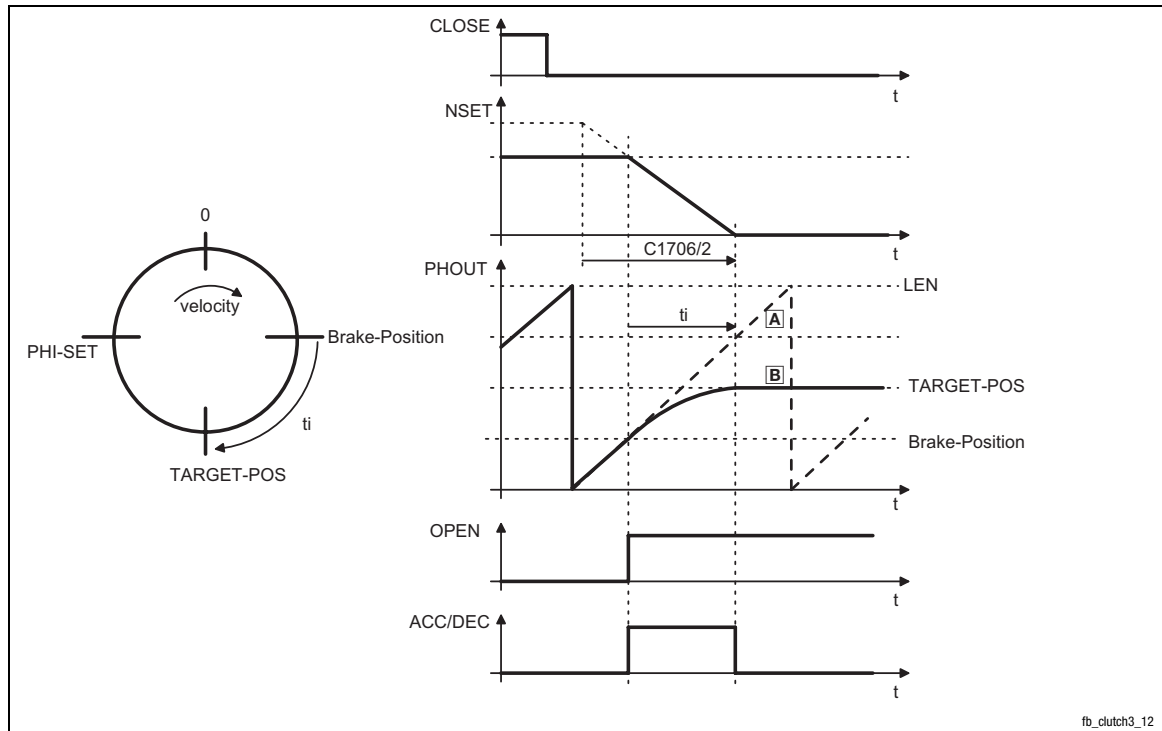 CLOSE
t
NSET
t
C1706/2
0
velocity
PHI-SET
Brake-Position
ti
TARGET-POS
PHOUT
LEN
ti
A
B
TARGET-POS
Brake-Position
t
OPEN
t
ACC/DEC
t
fb_clutch3_12